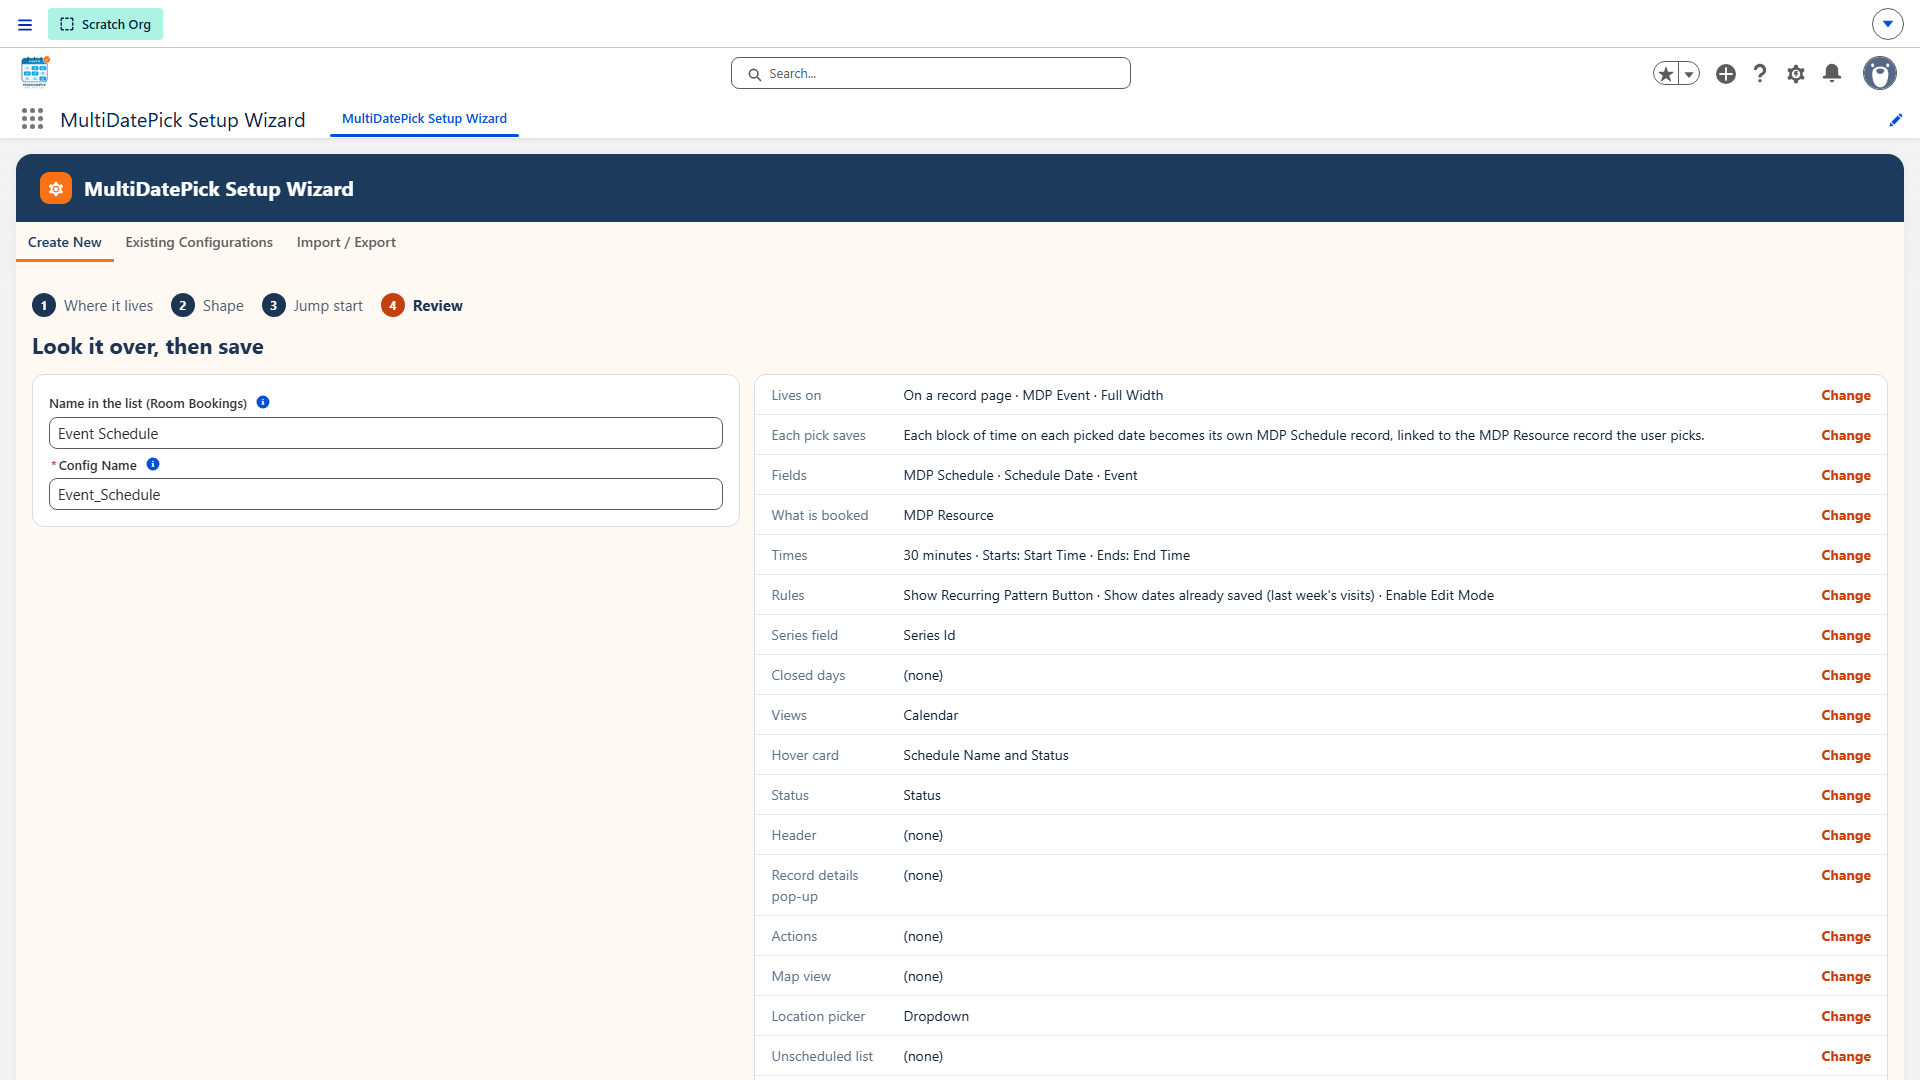 Scratch Org
Search...
MultiDatePick Setup Wizard
MultiDatePick Setup Wizard
MultiDatePick Setup Wizard
Create New
Existing Configurations
Import / Export
1 Where it lives
2 Shape
3 Jump start
4 Review
Look it over, then save
Name in the list (Room Bookings)
Event Schedule
*Config Name
Event_Schedule
Lives on On a record page · MDP Event · Full Width Change
Each pick saves Each block of time on each picked date becomes its own MDP Schedule record, linked to the MDP Resource record the user picks. Change
Fields MDP Schedule · Schedule Date · Event Change
What is booked MDP Resource Change
Times 30 minutes · Starts: Start Time · Ends: End Time Change
Rules Show Recurring Pattern Button · Show dates already saved (last week's visits) · Enable Edit Mode Change
Series field Series Id Change
Closed days (none) Change
Views Calendar Change
Hover card Schedule Name and Status Change
Status Status Change
Header (none) Change
Record details (none) Change
pop-up
Actions (none) Change
Map view (none) Change
Location picker Dropdown Change
Unscheduled list (none) Change